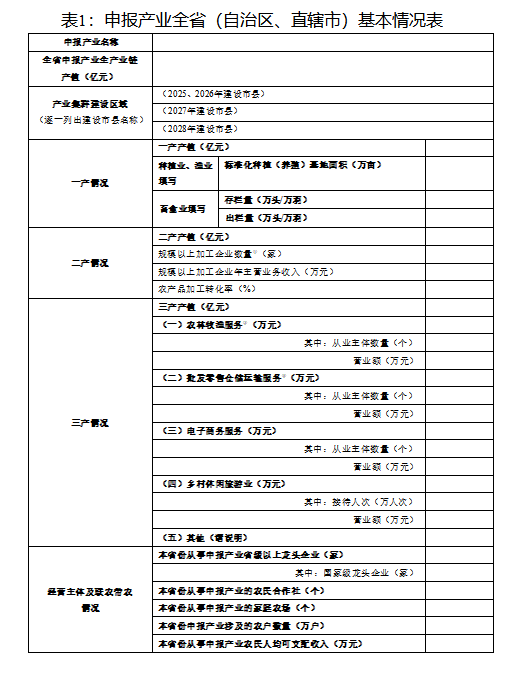 表1：申报产业全省（自治区、直辖市）基本情况表
申报产业名称
全省申报产业全产业链
产值（亿元）
产业集群建设区域
（逐一列出建设市县名称）
（2025、2026年建设市县）
（2027年建设市县）
（2028年建设市县）
一产情况
一产产值（亿元）
种植业、渔业
填写
标准化种植（养殖）基地面积（万亩）
畜禽业填写
存栏量（万头/万羽）
出栏量（万头/万羽）
二产情况
二产产值（亿元）
规模以上加工企业数量（家）
规模以上加工企业年主营业务收入（万元）
农产品加工转化率（%）
三产情况
三产产值（亿元）
（一）农林牧渔服务（万元）
其中：从业主体数量（个）
营业额（万元）
（二）批发零售仓储运输服务（万元）
其中：从业主体数量（个）
营业额（万元）
（三）电子商务服务（万元）
其中：从业主体数量（个）
营业额（万元）
（四）乡村休闲旅游业（万元）
其中：接待人次（万人次）
营业额（万元）
（五）其他（请说明）
经营主体及联农带农
情况
本省份从事申报产业省级以上龙头企业（家）
其中：国家级龙头企业（家）
本省份从事申报产业的农民合作社（个）
本省份从事申报产业的家庭农场（个）
本省份申报产业涉及的农户数量（万户）
本省份从事申报产业农民人均可支配收入（万元）